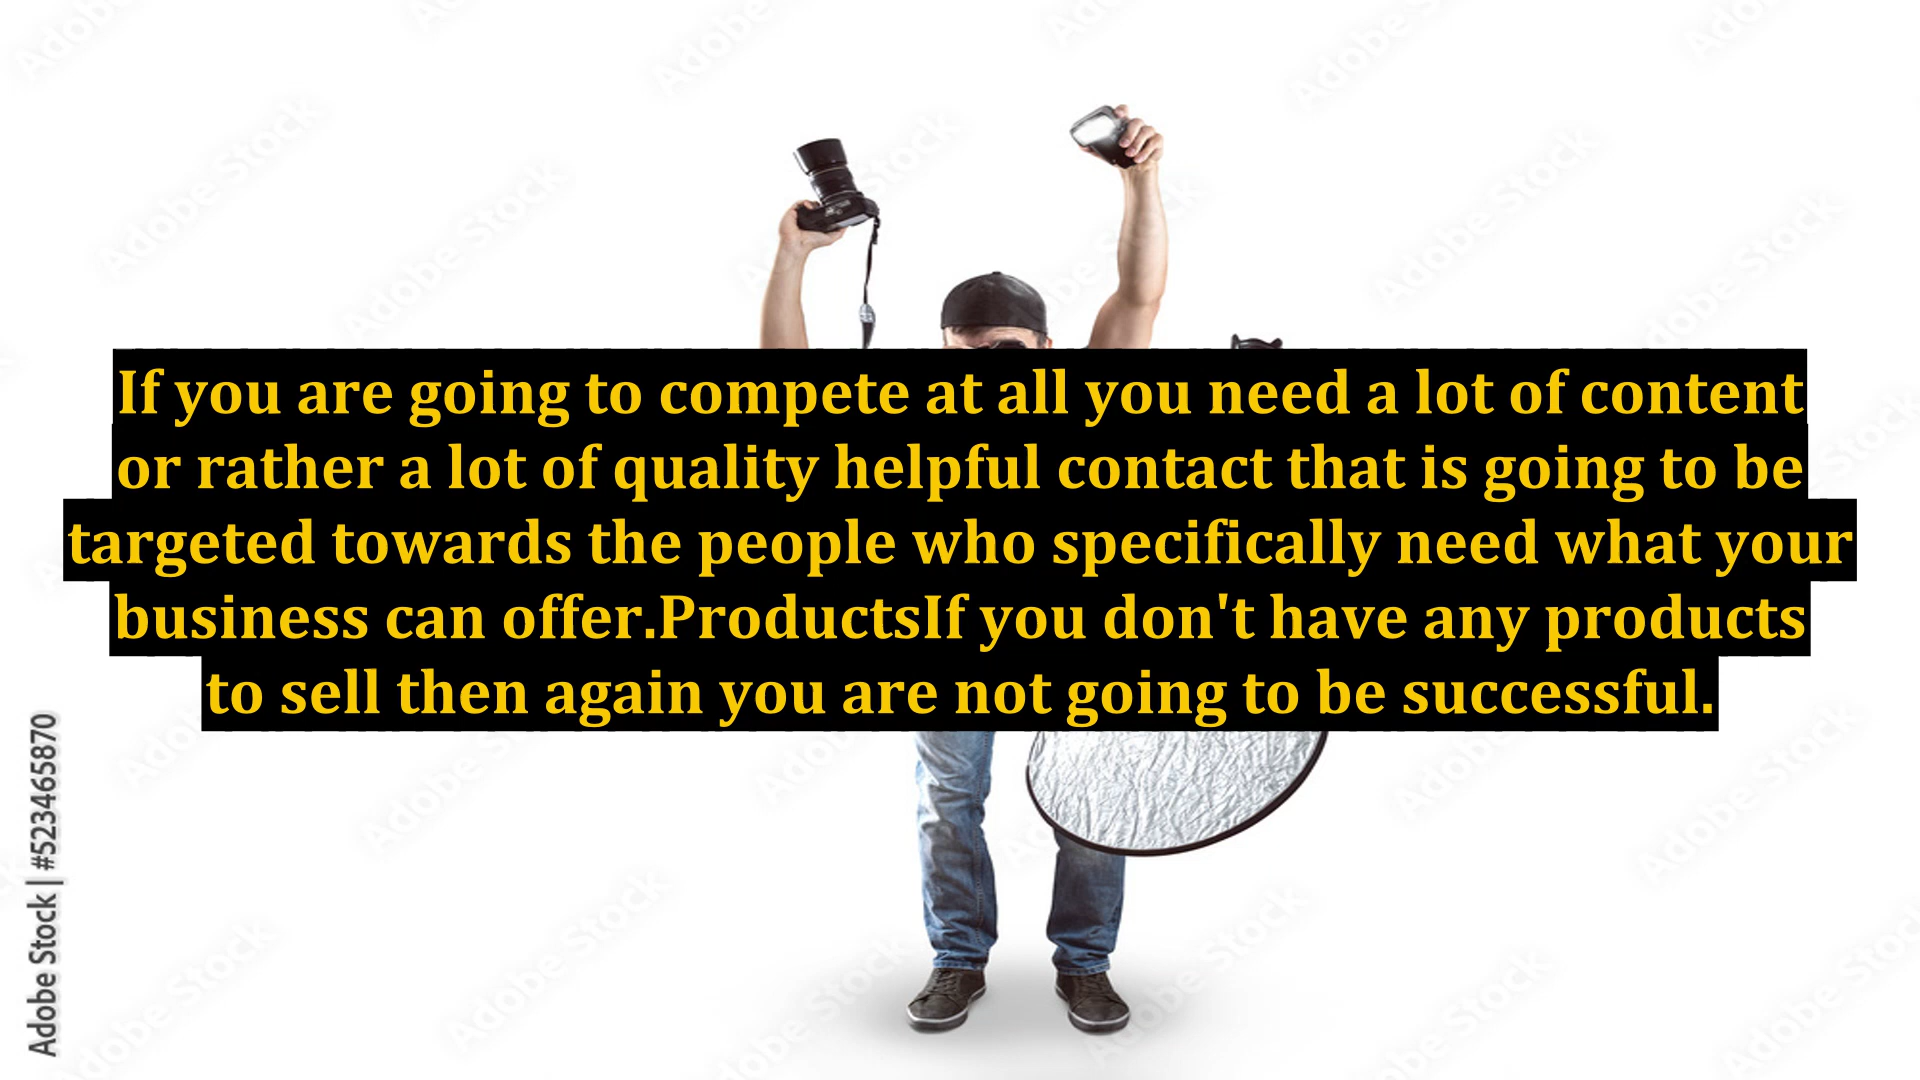 If you are going to compete at all you need a lot of content
or rather a lot of quality helpful contact that is going to be
targeted towards the people who specifically need what your
business can offer.ProductsIf you don't have any products
to sell then again you are not going to be successful.
Adobe Stock | #523465870